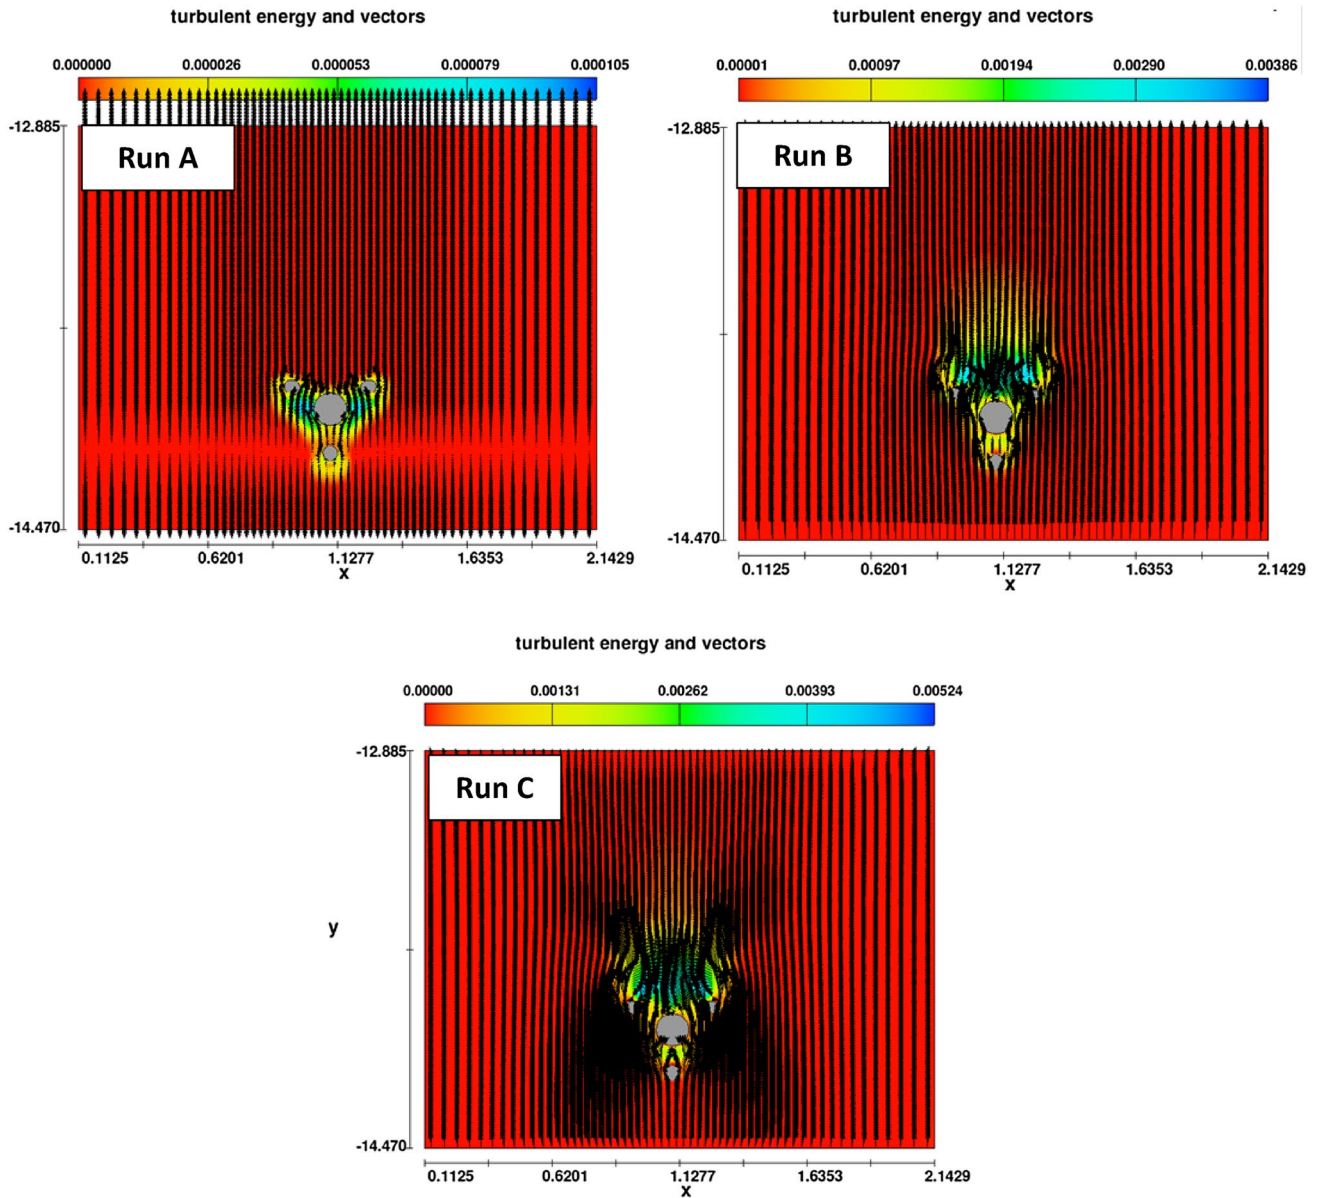 turbulent energy and vectors
0.000000 0.000026 0.000053 0.000079 0.000105
-12.885
Run A
-14.470
0.1125 0.6201 1.1277 1.6353 2.1429
x
turbulent energy and vectors
0.00001 0.00097 0.00194 0.00290 0.00386
-12.885
Run B
-14.470
0.1125 0.6201 1.1277 1.6353 2.1429
x
turbulent energy and vectors
0.00000 0.00131 0.00262 0.00393 0.00524
-12.885
Run C
y
-14.470
0.1125 0.6201 1.1277 1.6353 2.1429
x